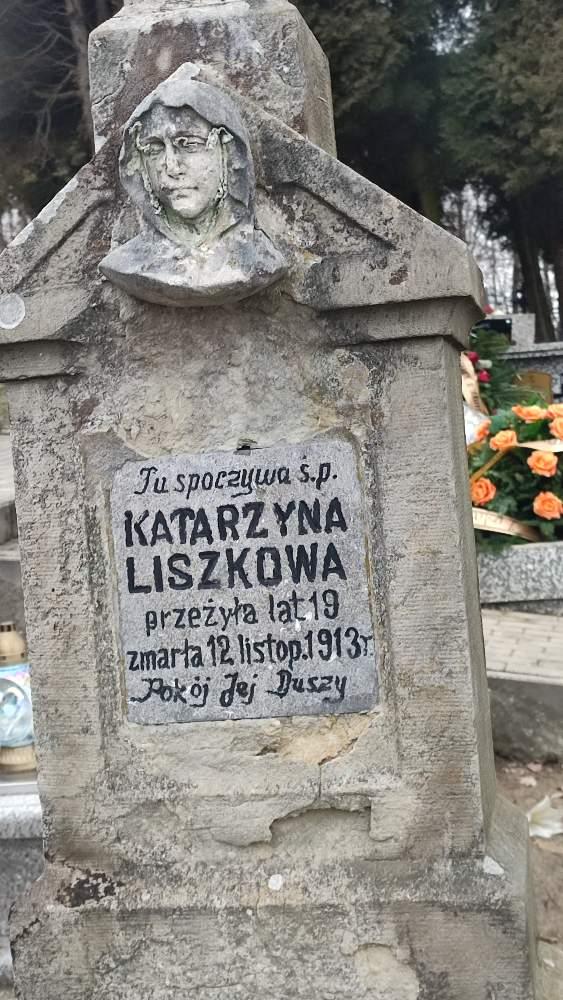 Tu spoczywa ś.p.
KATARZYNA
LISZKOWA
przeżyła lat 19
zmarła 12 listop. 1913 r.
Pokój Jej Duszy